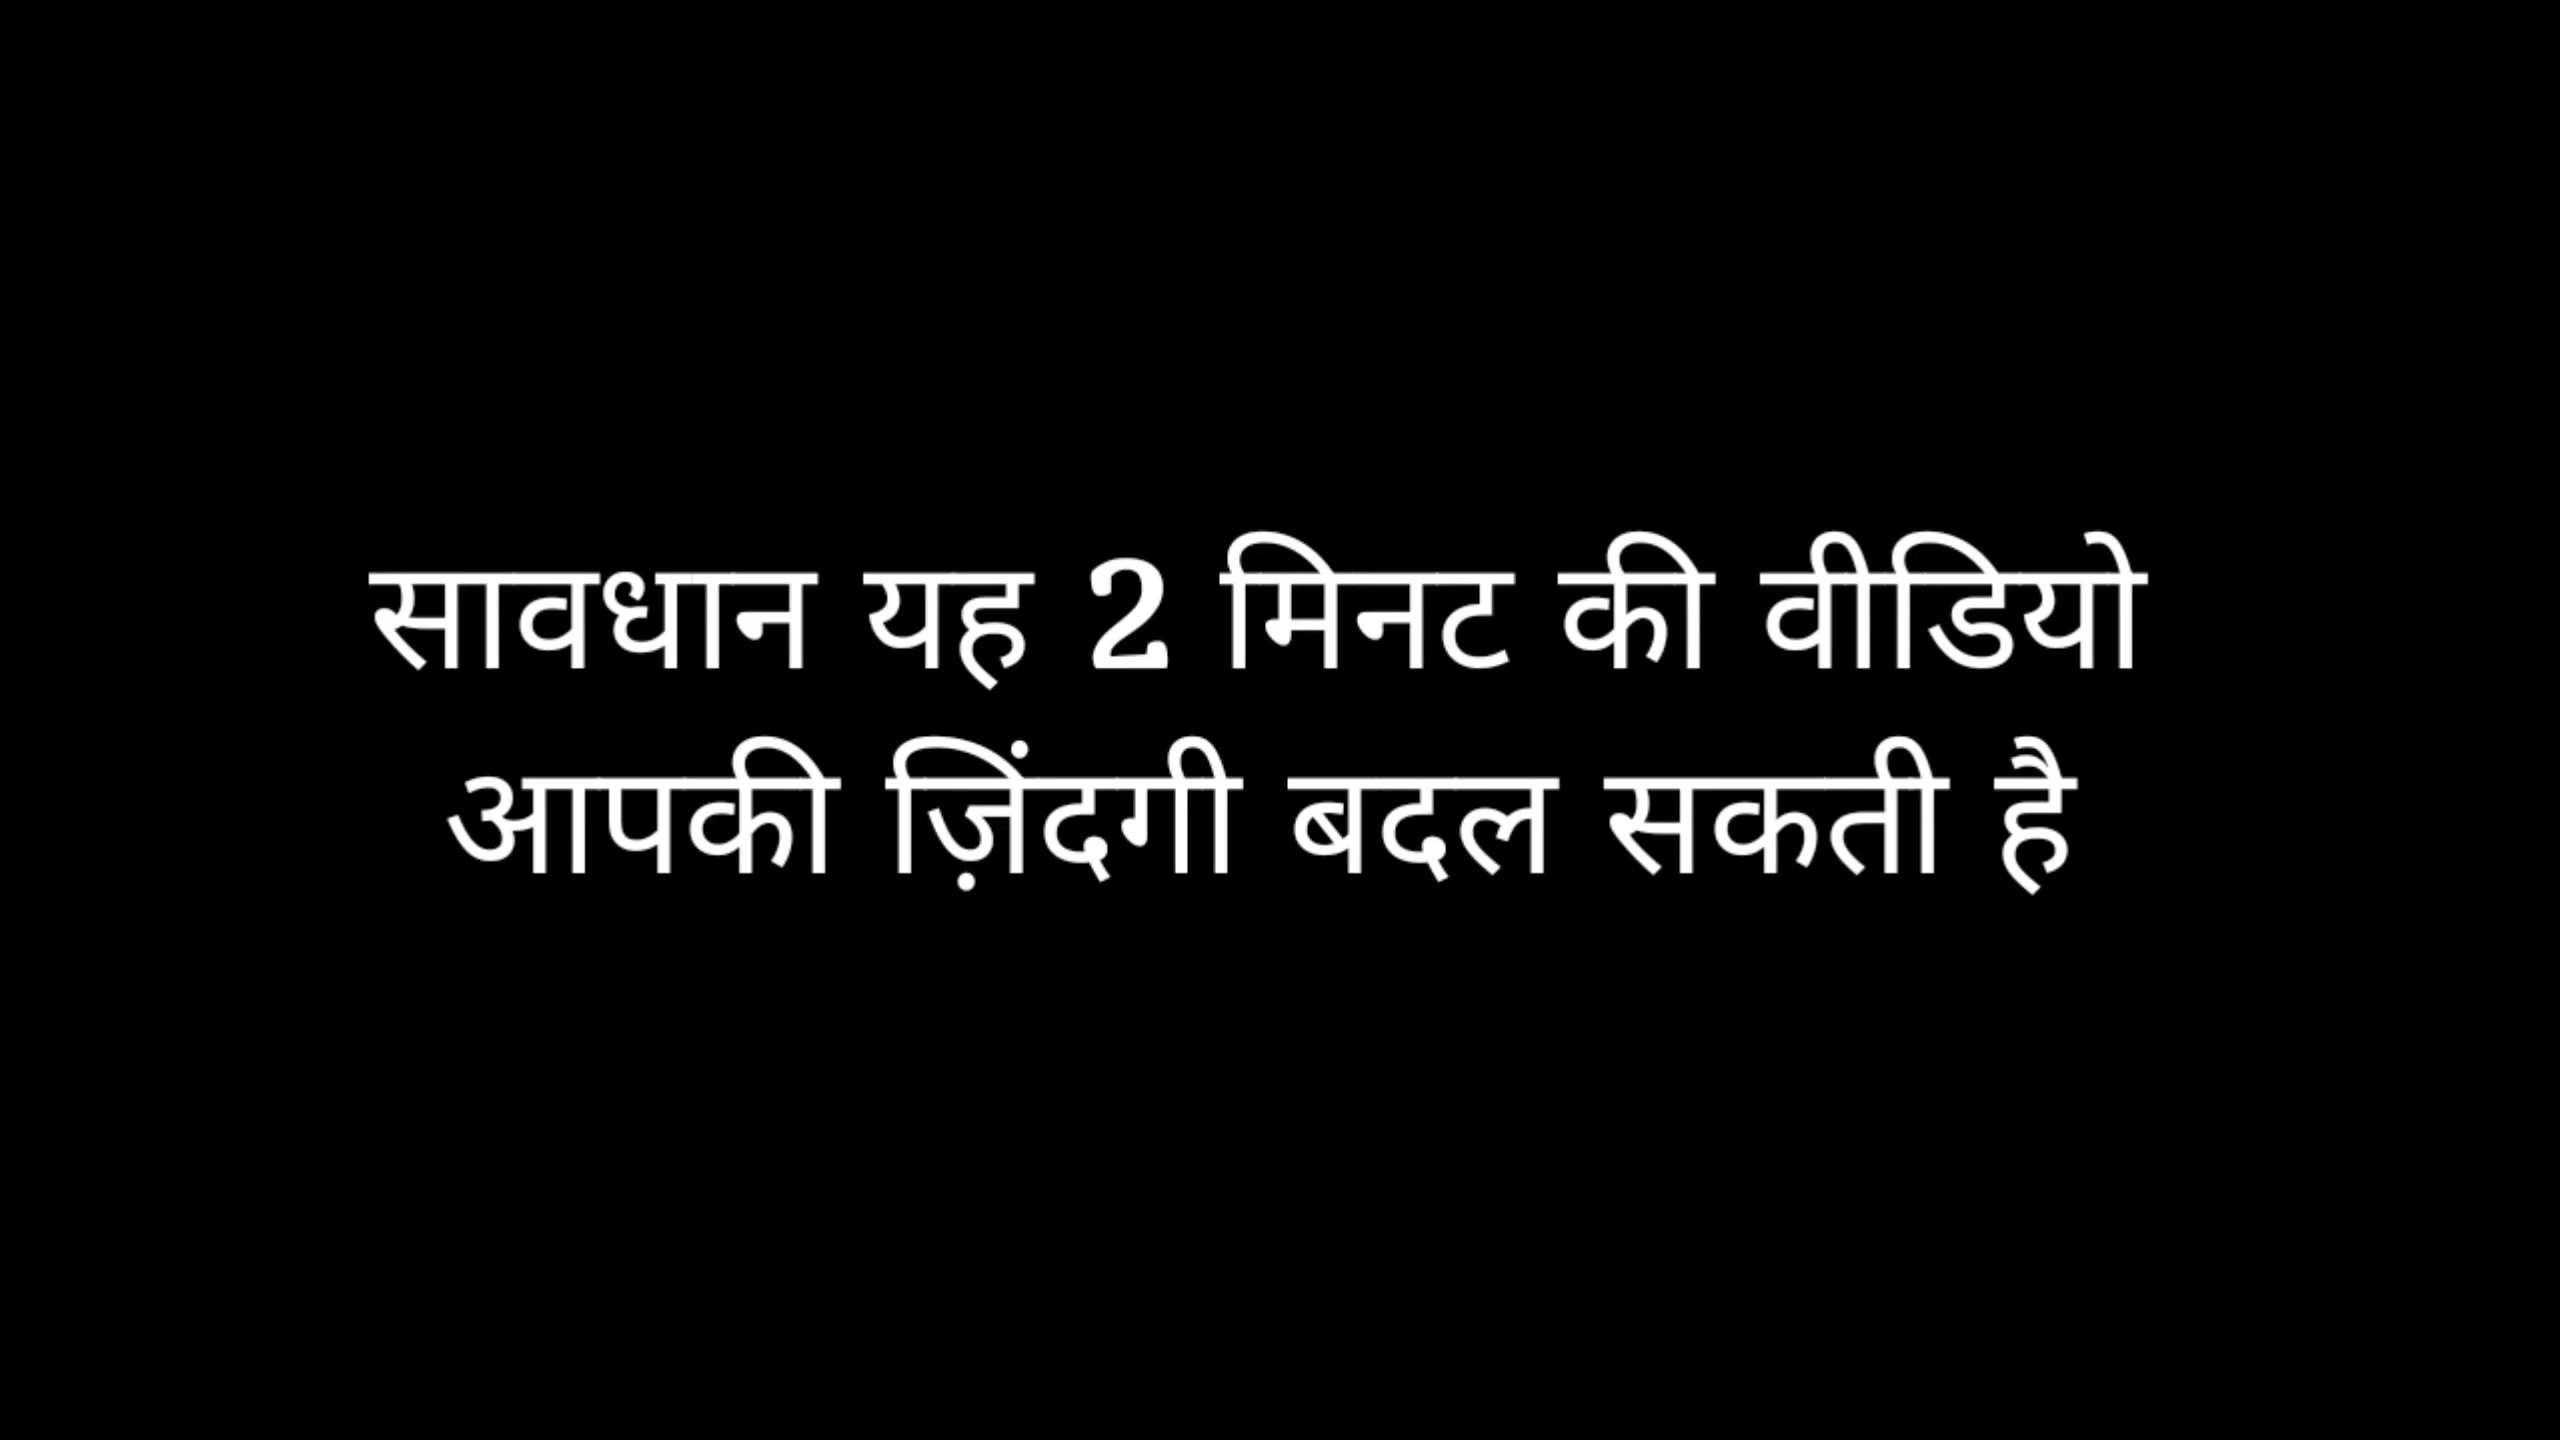 सावधान यह 2 मिनट की वीडियो
आपकी ज़िंदगी बदल सकती है